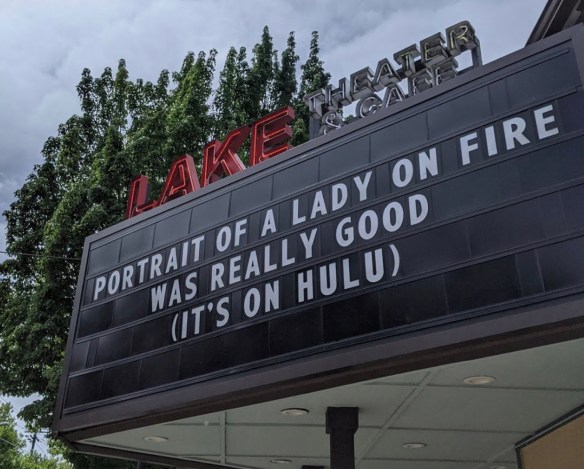 LAKE THEATER
& CAFE
PORTRAIT OF A LADY ON FIRE
WAS REALLY GOOD
(IT'S ON HULU)